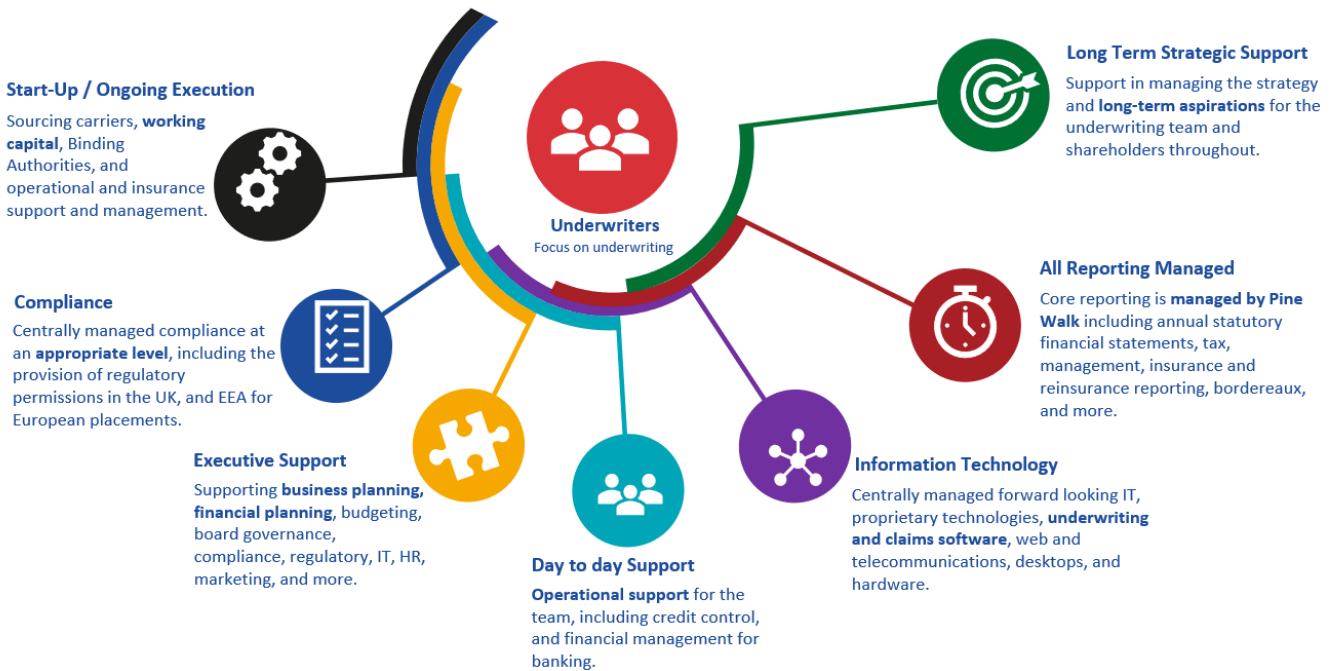 Start-Up / Ongoing Execution
Sourcing carriers, working
capital, Binding
Authorities, and
operational and insurance
support and management.
Compliance
Centrally managed compliance at
an appropriate level, including the
provision of regulatory
permissions in the UK, and EEA for
European placements.
Executive Support
Supporting business planning,
financial planning, budgeting,
board governance,
compliance, regulatory, IT, HR,
marketing, and more.
Underwriters
Focus on underwriting
Day to day Support
Operational support for the
team, including credit control,
and financial management for
banking.
Information Technology
Centrally managed forward looking IT,
proprietary technologies, underwriting
and claims software, web and
telecommunications, desktops, and
hardware.
All Reporting Managed
Core reporting is managed by Pine
Walk including annual statutory
financial statements, tax,
management, insurance and
reinsurance reporting, bordereaux,
and more.
Long Term Strategic Support
Support in managing the strategy
and long-term aspirations for the
underwriting team and
shareholders throughout.